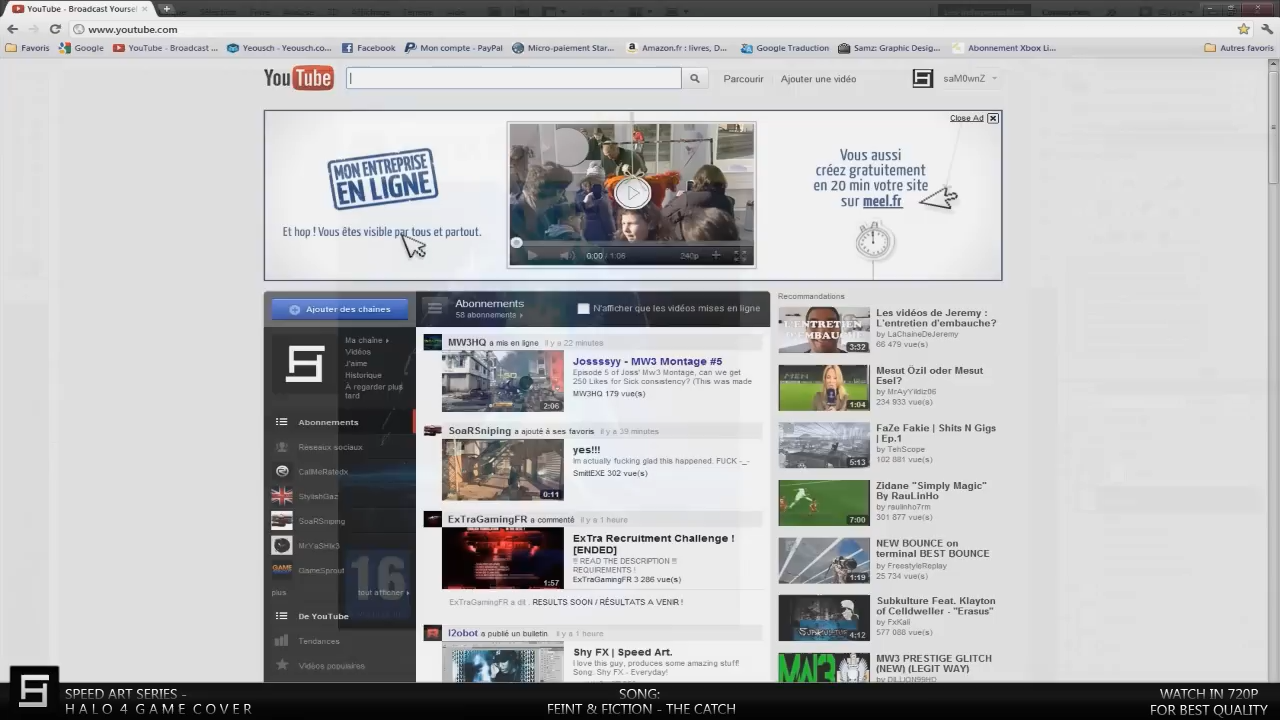 YouTube - Broadcast Yourself
www.youtube.com
Favoris
Google
YouTube - Broadcast ...
Yeousch - Yeousch.co...
Facebook
Mon compte - PayPal
Micro-paiement Star...
Amazon.fr : livres, D...
Google Traduction
Samz: Graphic Desig...
Abonnement Xbox Li...
Autres favoris
YouTube
Parcourir
Ajouter une vidéo
saM0wnZ
Close Ad
MON ENTREPRISE
EN LIGNE
Et hop ! Vous êtes visible par tous et partout.
0:00 / 1:06
240p
Vous aussi
créez gratuitement
en 20 min votre site
sur meel.fr
Ajouter des chaînes
Ma chaîne
Vidéos
J'aime
Historique
À regarder plus
tard
Abonnements
Réseaux sociaux
CallMeRatedx
StylishGaz
SoaRSniping
MrYaSHix3
GAME
GameSprout
plus
tout afficher
16
De YouTube
Tendances
Vidéos populaires
Abonnements
58 abonnements
N'afficher que les vidéos mises en ligne
MW3HQ a mis en ligne il y a 22 minutes
Jossssyy - MW3 Montage #5
Episode 5 of Joss' Mw3 Montage, can we get
250 Likes for Sick consistency? (This was made
MW3HQ 179 vue(s)
2:06
SoaRSniping a ajouté à ses favoris il y a 39 minutes
yes!!!
Im actually fucking glad this happened. FUCK -_-
SmittEXE 302 vue(s)
0:11
ExTraGamingFR a commenté il y a 1 heure
ExTra Recruitment Challenge !
[ENDED]
!!! READ THE DESCRIPTION !!!
REQUIREMENTS :
ExTraGamingFR 3 286 vue(s)
1:57
ExTraGamingFR a dit : RESULTS SOON / RÉSULTATS A VENIR !
I2obot a publié un bulletin. il y a 1 heure
Shy FX | Speed Art.
I love this guy, produces some amazing stuff!
Song: Shy FX - Everyday!
Recommandations
L'ENTRETIEN
D'EMBAUCHE
3:32
Les vidéos de Jeremy :
L'entretien d'embauche?
by LaChaineDeJeremy
66 479 vue(s)
1:04
Mesut Özil oder Mesut
Esel?
by MrAyYildiz06
234 933 vue(s)
5:13
FaZe Fakie | Shits N Gigs
| Ep.1
by TehScope
102 881 vue(s)
7:00
Zidane "Simply Magic"
By RauLinHo
by raulinho7rm
301 877 vue(s)
1:19
NEW BOUNCE on
terminal BEST BOUNCE
by FreestyleReplay
25 734 vue(s)
4:12
Subkulture Feat. Klayton
of Celldweller - "Erasus"
by FxKali
577 088 vue(s)
MW3
MW3 PRESTIGE GLITCH
(NEW) (LEGIT WAY)
SPEED ART SERIES -
HALO 4 GAME COVER
SONG:
FEINT & FICTION - THE CATCH
WATCH IN 720P
FOR BEST QUALITY